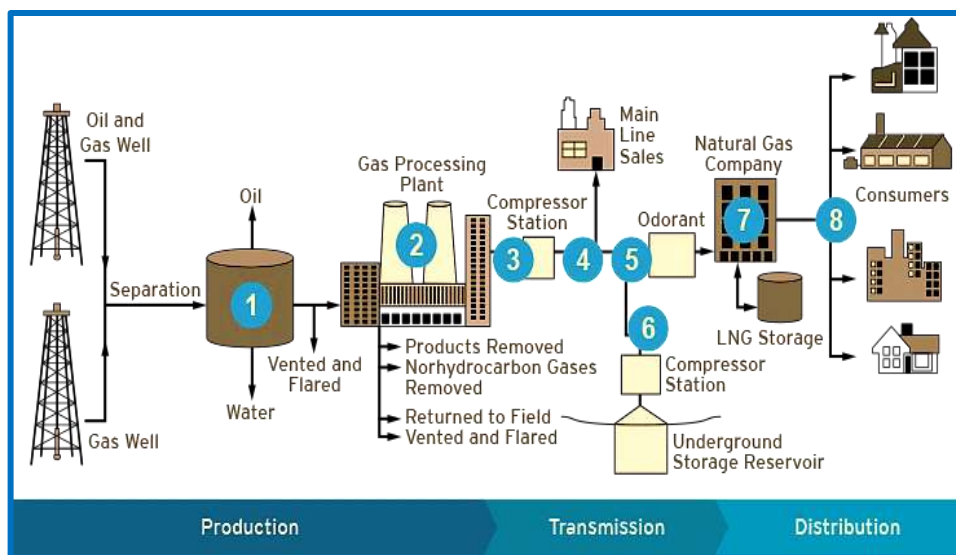 Oil and
Gas Well
Gas Well
Separation
Oil
1
Water
Vented and
Flared
Gas Processing
Plant
2
Products Removed
Norhydrocarbon Gases
Removed
Returned to Field
Vented and Flared
Compressor
Station
3
4
Main
Line
Sales
5
Odorant
6
Compressor
Station
Underground
Storage Reservoir
Natural Gas
Company
7
LNG Storage
8
Consumers
Production
Transmission
Distribution